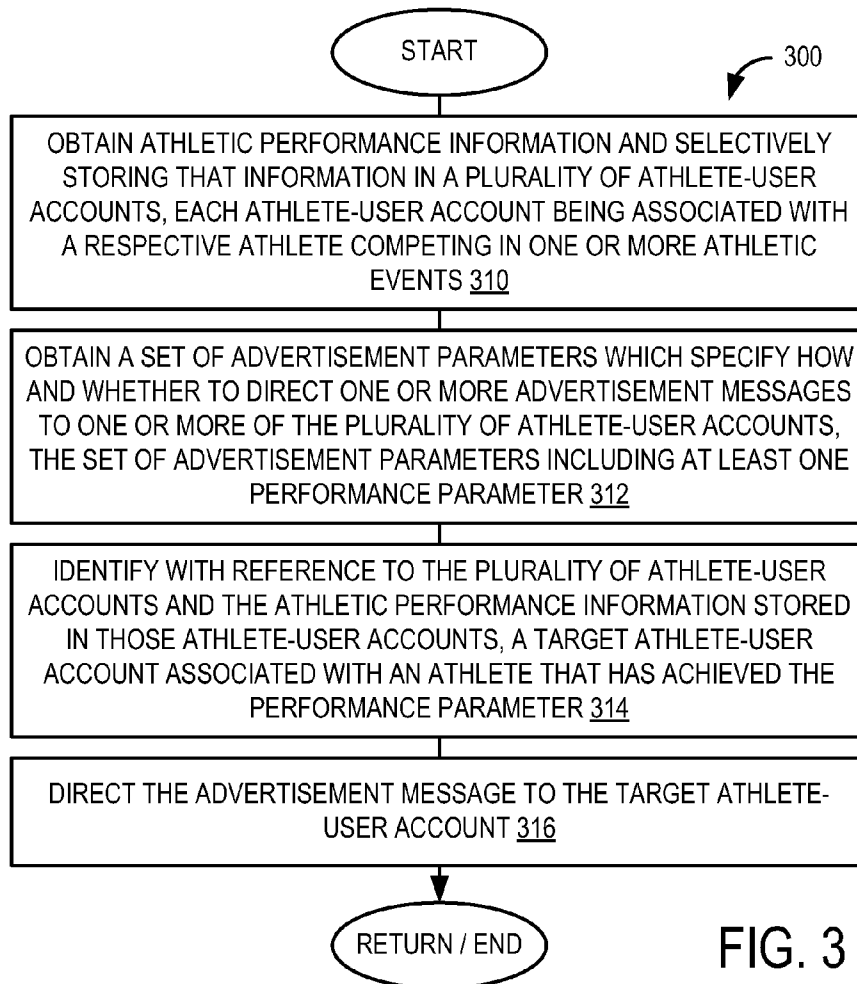 START
300
OBTAIN ATHLETIC PERFORMANCE INFORMATION AND SELECTIVELY
STORING THAT INFORMATION IN A PLURALITY OF ATHLETE-USER
ACCOUNTS, EACH ATHLETE-USER ACCOUNT BEING ASSOCIATED WITH
A RESPECTIVE ATHLETE COMPETING IN ONE OR MORE ATHLETIC
EVENTS 310
OBTAIN A SET OF ADVERTISEMENT PARAMETERS WHICH SPECIFY HOW
AND WHETHER TO DIRECT ONE OR MORE ADVERTISEMENT MESSAGES
TO ONE OR MORE OF THE PLURALITY OF ATHLETE-USER ACCOUNTS,
THE SET OF ADVERTISEMENT PARAMETERS INCLUDING AT LEAST ONE
PERFORMANCE PARAMETER 312
IDENTIFY WITH REFERENCE TO THE PLURALITY OF ATHLETE-USER
ACCOUNTS AND THE ATHLETIC PERFORMANCE INFORMATION STORED
IN THOSE ATHLETE-USER ACCOUNTS, A TARGET ATHLETE-USER
ACCOUNT ASSOCIATED WITH AN ATHLETE THAT HAS ACHIEVED THE
PERFORMANCE PARAMETER 314
DIRECT THE ADVERTISEMENT MESSAGE TO THE TARGET ATHLETE-
USER ACCOUNT 316
RETURN / END
FIG. 3